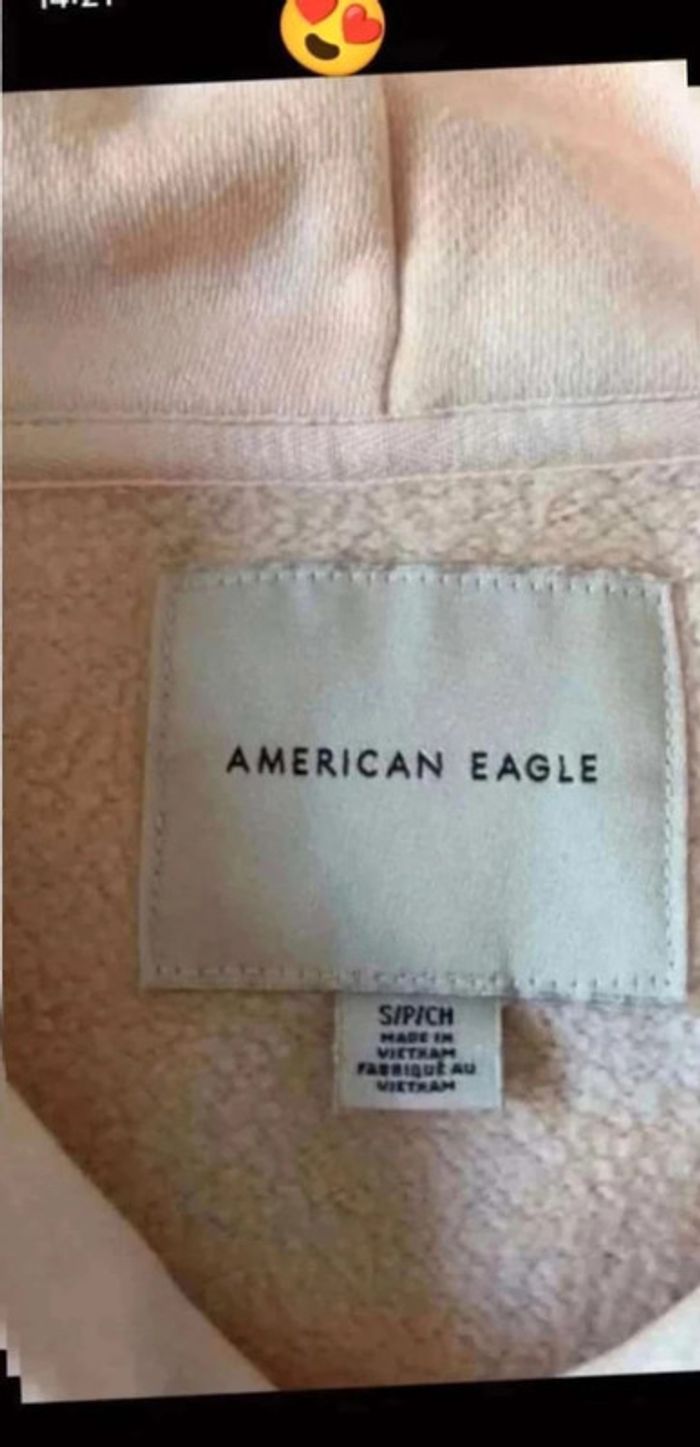 AMERICAN EAGLE
S/P/CH
MADE IN
VIETNAM
FABRIQUÉ AU
VIETNAM